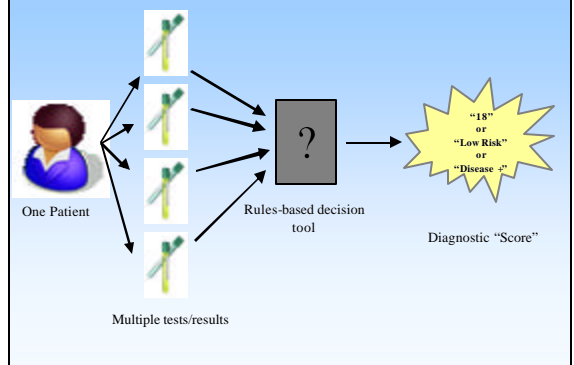 One Patient
Multiple tests/results
?
Rules-based decision
tool
“18”
or
“Low Risk”
or
“Disease +”
Diagnostic “Score”